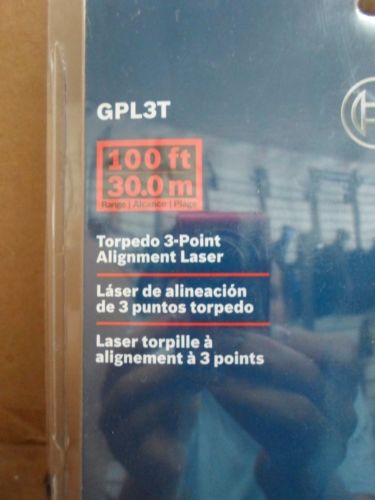 GPL3T
100 ft
30.0 m
Range | Alcance | Plage
Torpedo 3-Point
Alignment Laser
Láser de alineación
de 3 puntos torpedo
Laser torpille à
alignement à 3 points